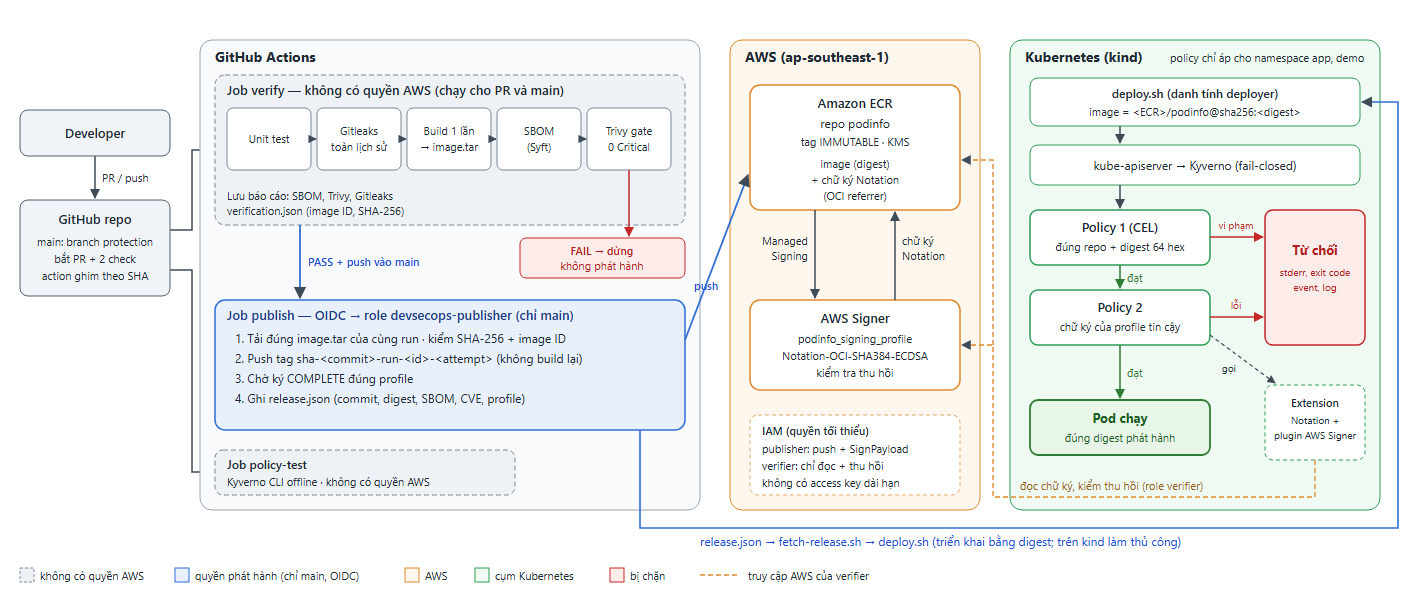 Developer
PR / push
GitHub repo
main: branch protection
bắt PR + 2 check
action ghim theo SHA
GitHub Actions
Job verify — không có quyền AWS (chạy cho PR và main)
Unit test
Gitleaks
toàn lịch sử
Build 1 lần
→ image.tar
SBOM
(Syft)
Trivy gate
0 Critical
Lưu báo cáo: SBOM, Trivy, Gitleaks
verification.json (image ID, SHA-256)
FAIL → dừng
không phát hành
PASS + push vào main
push
Job publish — OIDC → role devsecops-publisher (chỉ main)
1. Tải đúng image.tar của cùng run · kiểm SHA-256 + image ID
2. Push tag sha-<commit>-run-<id>-<attempt> (không build lại)
3. Chờ ký COMPLETE đúng profile
4. Ghi release.json (commit, digest, SBOM, CVE, profile)
Job policy-test
Kyverno CLI offline · không có quyền AWS
AWS (ap-southeast-1)
Amazon ECR
repo podinfo
tag IMMUTABLE · KMS
image (digest)
+ chữ ký Notation
(OCI referrer)
Managed
Signing
chữ ký
Notation
AWS Signer
podinfo_signing_profile
Notation-OCI-SHA384-ECDSA
kiểm tra thu hồi
IAM (quyền tối thiểu)
publisher: push + SignPayload
verifier: chỉ đọc + thu hồi
không có access key dài hạn
Kubernetes (kind)
policy chỉ áp cho namespace app, demo
deploy.sh (danh tính deployer)
image = <ECR>/podinfo@sha256:<digest>
kube-apiserver → Kyverno (fail-closed)
Policy 1 (CEL)
đúng repo + digest 64 hex
vi phạm
Từ chối
stderr, exit code
event, log
đạt
Policy 2
chữ ký của profile tin cậy
lỗi
gọi
đạt
Pod chạy
đúng digest phát hành
Extension
Notation +
plugin AWS Signer
đọc chữ ký, kiểm thu hồi (role verifier)
release.json → fetch-release.sh → deploy.sh (triển khai bằng digest; trên kind làm thủ công)
không có quyền AWS
quyền phát hành (chỉ main, OIDC)
AWS
cụm Kubernetes
bị chặn
truy cập AWS của verifier